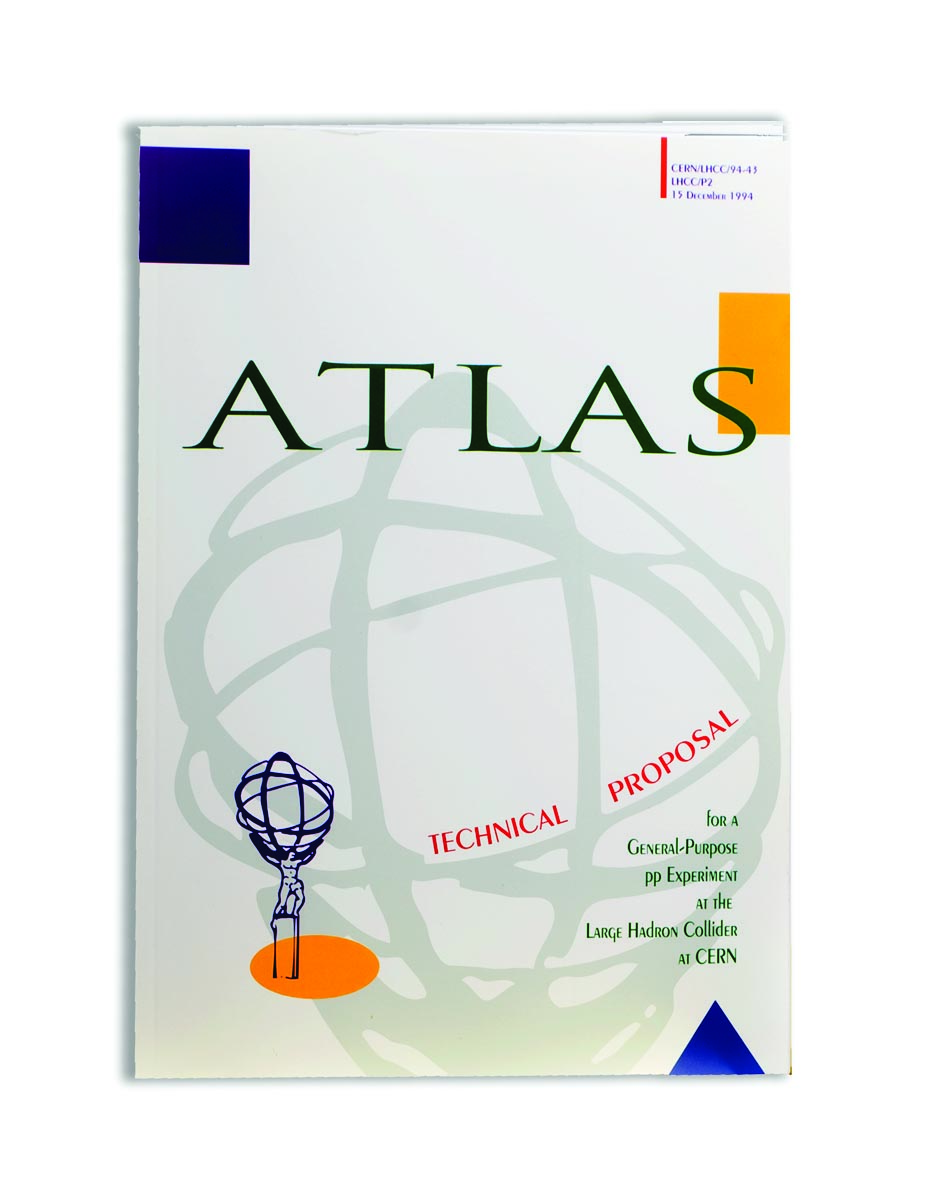 CERN/LHCC/94-43
LHCC/P2
15 December 1994
ATLAS
TECHNICAL PROPOSAL
for a
General-Purpose
pp Experiment
at the
Large Hadron Collider
at CERN